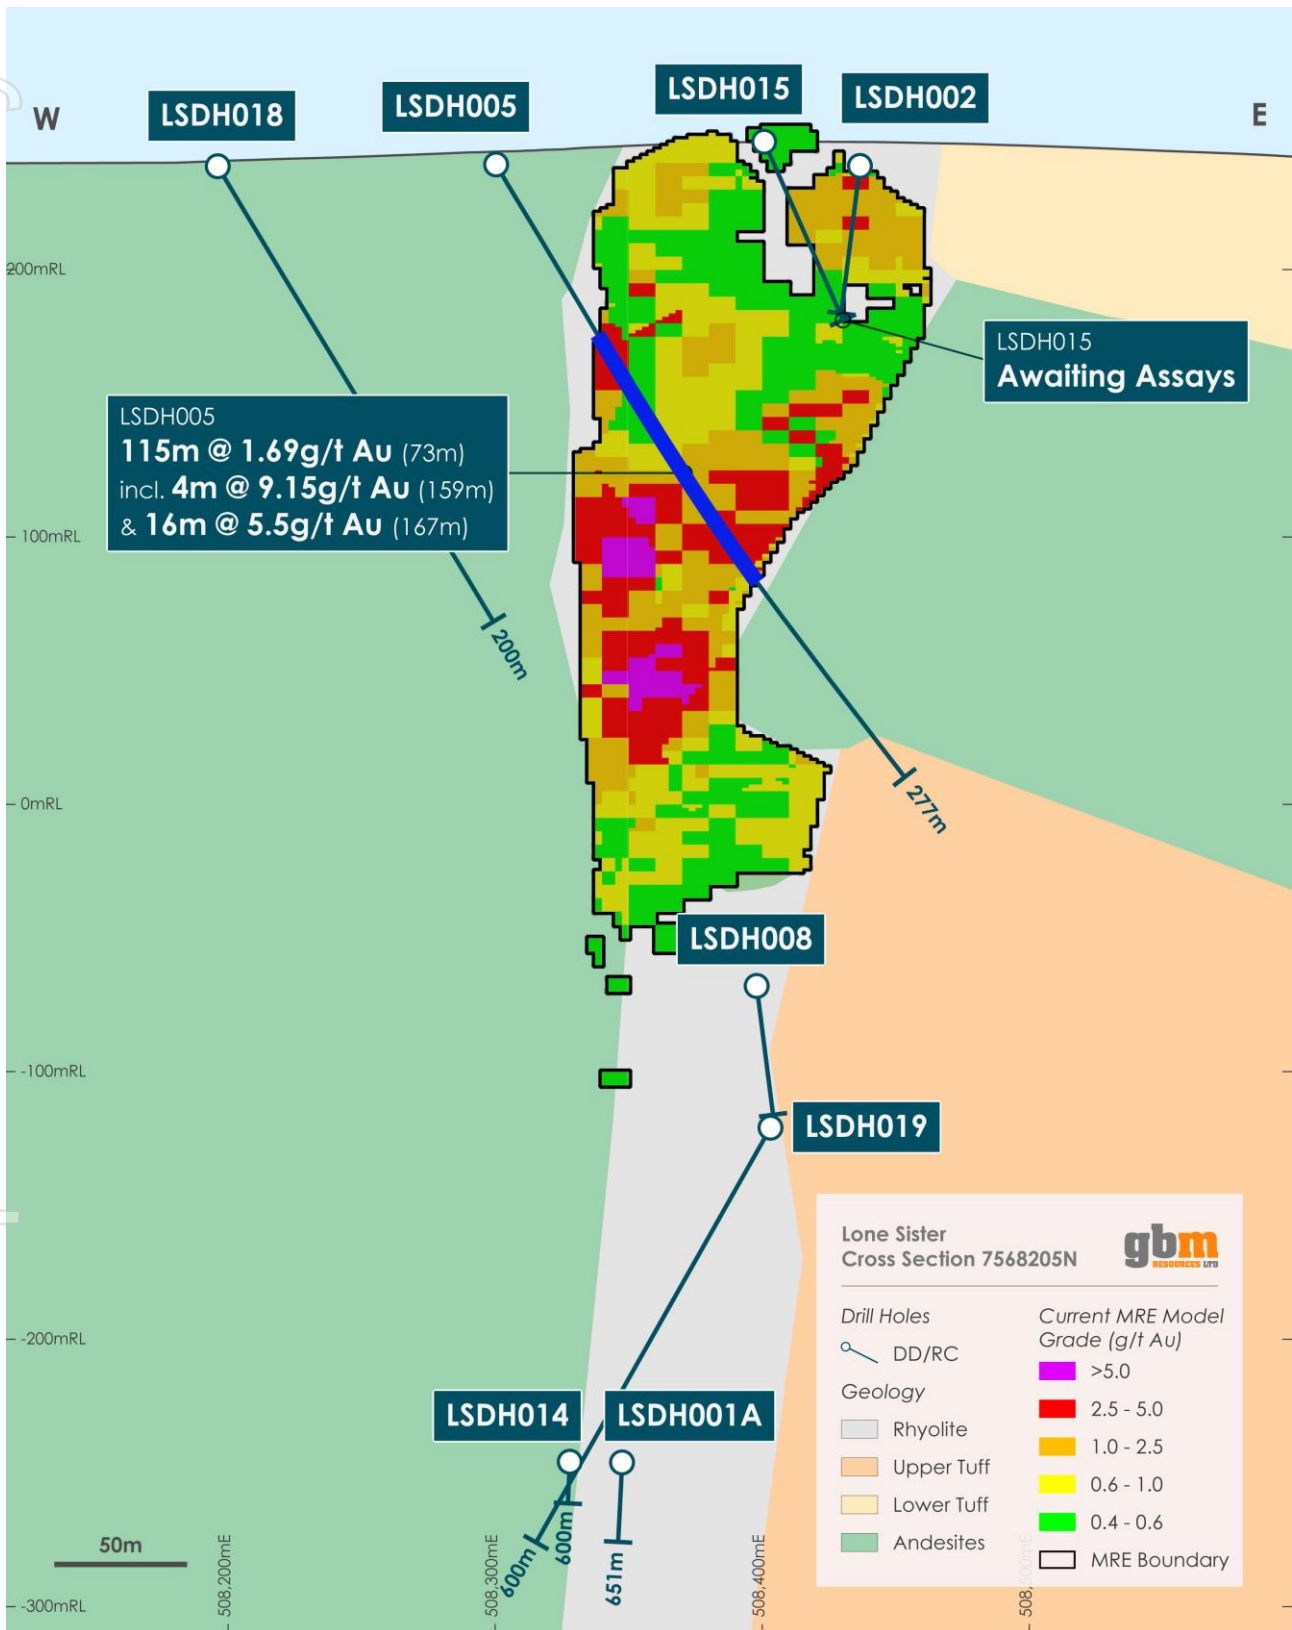 W
LSDH018
LSDH005
LSDH015
LSDH002
E
200mRL
LSDH015
Awaiting Assays
LSDH005
115m @ 1.69g/t Au (73m)
incl. 4m @ 9.15g/t Au (159m)
& 16m @ 5.5g/t Au (167m)
100mRL
200m
0mRL
277m
LSDH008
-100mRL
LSDH019
Lone Sister
Cross Section 7568205N
gbm
RESOURCES LTD
Drill Holes
DD/RC
Geology
Rhyolite
Upper Tuff
Lower Tuff
Andesites
Current MRE Model
Grade (g/t Au)
>5.0
2.5 - 5.0
1.0 - 2.5
0.6 - 1.0
0.4 - 0.6
MRE Boundary
-200mRL
LSDH014
LSDH001A
600m
600m
651m
50m
508,200mE
508,300mE
508,400mE
508,500mE
-300mRL